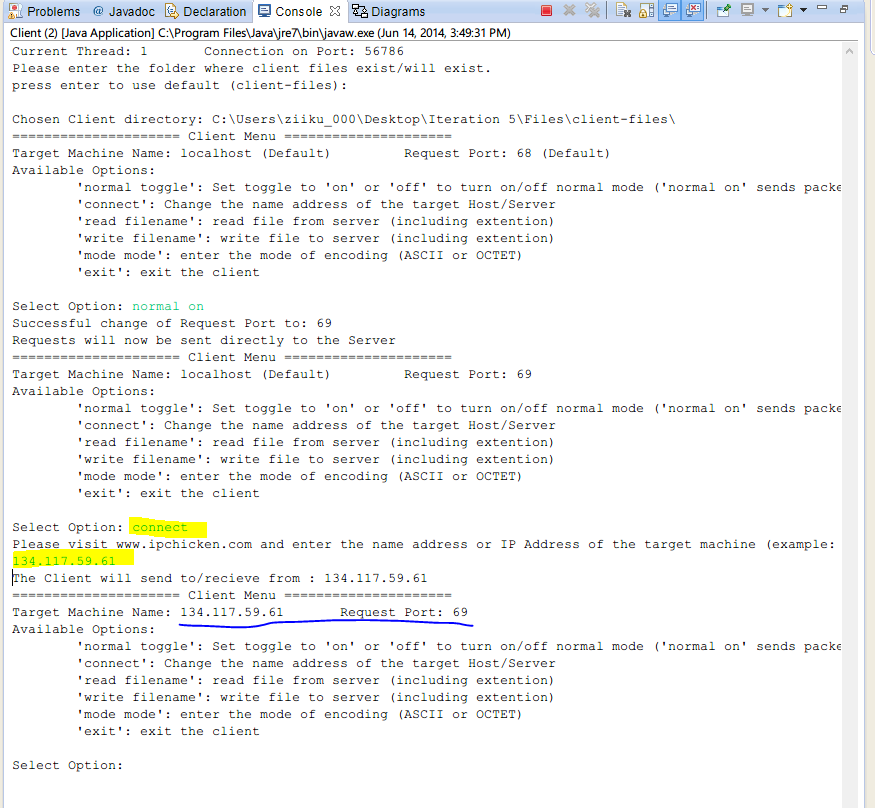 Problems @ Javadoc Declaration Console Diagrams
Client (2) [Java Application] C:\Program Files\Java\jre7\bin\javaw.exe (Jun 14, 2014, 3:49:31 PM)
Current Thread: 1 Connection on Port: 56786
Please enter the folder where client files exist/will exist.
press enter to use default (client-files):
Chosen Client directory: C:\Users\ziiku_000\Desktop\Iteration 5\Files\client-files\
===================== Client Menu =====================
Target Machine Name: localhost (Default) Request Port: 68 (Default)
Available Options:
'normal toggle': Set toggle to 'on' or 'off' to turn on/off normal mode ('normal on' sends packe
'connect': Change the name address of the target Host/Server
'read filename': read file from server (including extention)
'write filename': write file to server (including extention)
'mode mode': enter the mode of encoding (ASCII or OCTET)
'exit': exit the client
Select Option: normal on
Successful change of Request Port to: 69
Requests will now be sent directly to the Server
===================== Client Menu =====================
Target Machine Name: localhost (Default) Request Port: 69
Available Options:
'normal toggle': Set toggle to 'on' or 'off' to turn on/off normal mode ('normal on' sends packe
'connect': Change the name address of the target Host/Server
'read filename': read file from server (including extention)
'write filename': write file to server (including extention)
'mode mode': enter the mode of encoding (ASCII or OCTET)
'exit': exit the client
Select Option: connect
Please visit www.ipchicken.com and enter the name address or IP Address of the target machine (example:
134.117.59.61
The Client will send to/recieve from : 134.117.59.61
===================== Client Menu =====================
Target Machine Name: 134.117.59.61 Request Port: 69
Available Options:
'normal toggle': Set toggle to 'on' or 'off' to turn on/off normal mode ('normal on' sends packe
'connect': Change the name address of the target Host/Server
'read filename': read file from server (including extention)
'write filename': write file to server (including extention)
'mode mode': enter the mode of encoding (ASCII or OCTET)
'exit': exit the client
Select Option: